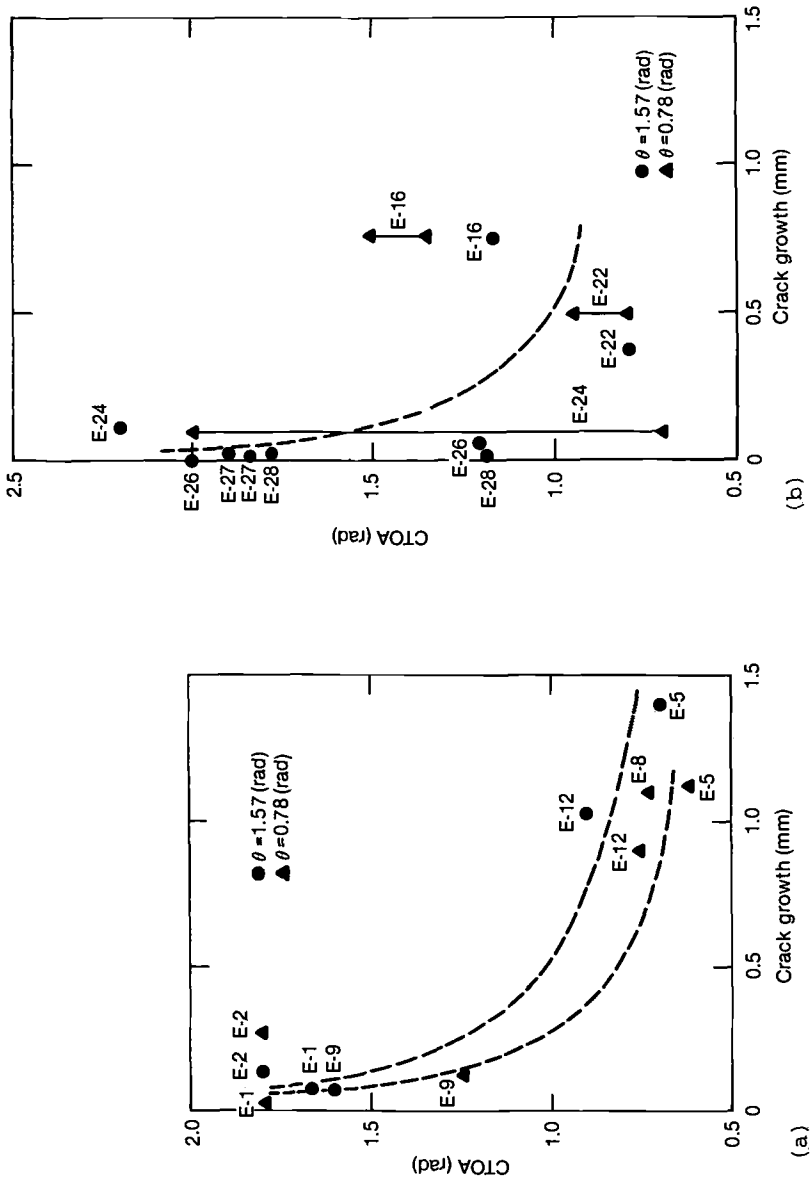 2.0
1.5
1.0
0.5
0
0.5
1.0
1.5
CTOA (rad)
Crack growth (mm)
● θ=1.57 (rad)
▲ θ=0.78 (rad)
E-1
E-2
E-2
E-1
E-9
E-9
E-12
E-12
E-8
E-5
E-5
(a)
2.5
1.5
1.0
0.5
0
0.5
1.0
1.5
CTOA (rad)
Crack growth (mm)
● θ=1.57 (rad)
▲ θ=0.78 (rad)
E-24
E-26
E-27
E-27
E-28
E-26
E-28
E-24
E-22
E-22
E-16
E-16
(b)